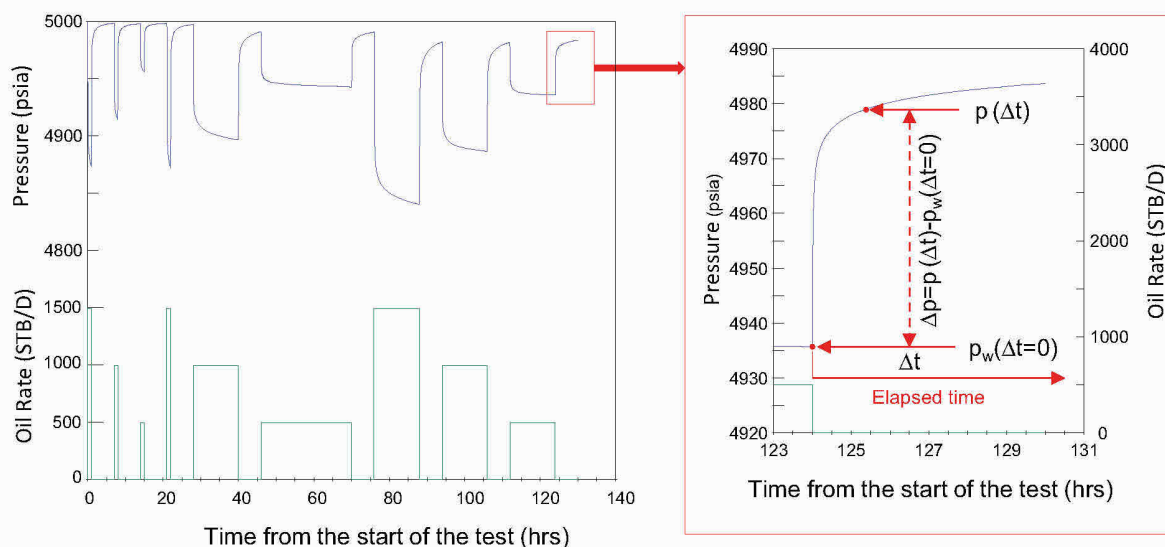 5000
4900
4800
Pressure (psia)
1500
1000
500
0
Oil Rate (STB/D)
0 20 40 60 80 100 120 140
Time from the start of the test (hrs)
4990
4980
4970
4960
4950
4940
4930
4920
Pressure (psia)
4000
3000
2000
1000
0
Oil Rate (STB/D)
p (Δt)
Δp=p (Δt)-pw(Δt=0)
pw(Δt=0)
Δt
Elapsed time
123 125 127 129 131
Time from the start of the test (hrs)